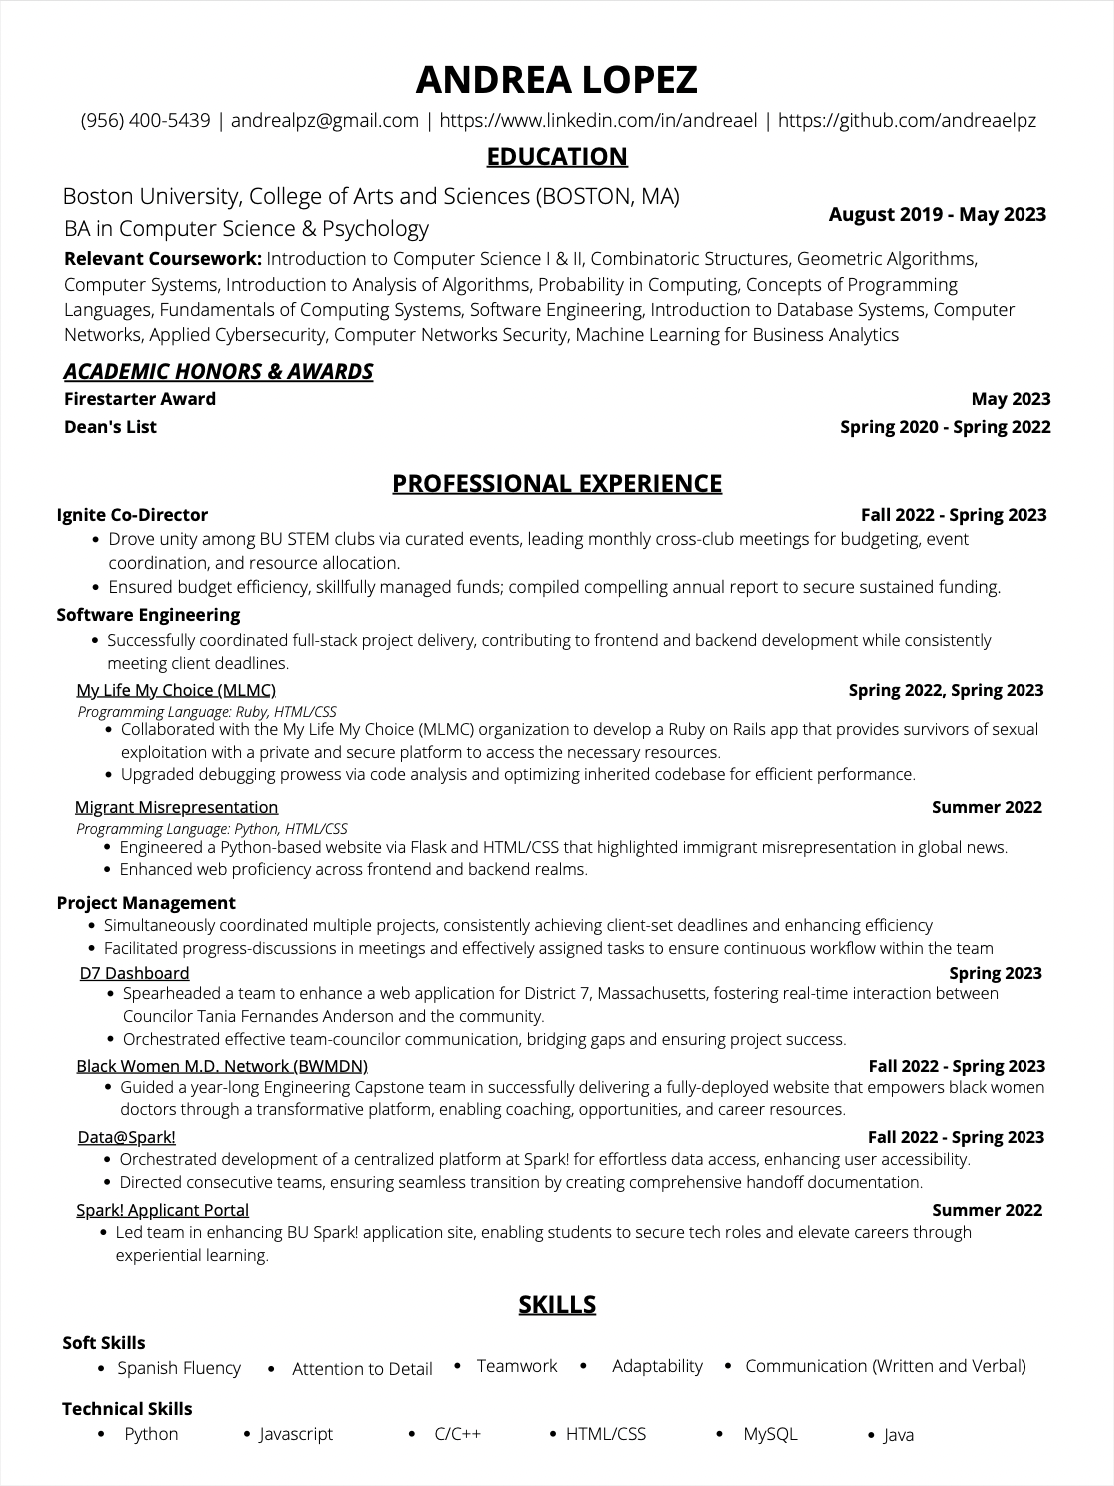 ANDREA LOPEZ
(956) 400-5439 | andrealpz@gmail.com | https://www.linkedin.com/in/andreael | https://github.com/andreaelpz
EDUCATION
Boston University, College of Arts and Sciences (BOSTON, MA)
August 2019 - May 2023
BA in Computer Science & Psychology
Relevant Coursework: Introduction to Computer Science I & II, Combinatoric Structures, Geometric Algorithms,
Computer Systems, Introduction to Analysis of Algorithms, Probability in Computing, Concepts of Programming
Languages, Fundamentals of Computing Systems, Software Engineering, Introduction to Database Systems, Computer
Networks, Applied Cybersecurity, Computer Networks Security, Machine Learning for Business Analytics
ACADEMIC HONORS & AWARDS
Firestarter Award May 2023
Dean's List Spring 2020 - Spring 2022
PROFESSIONAL EXPERIENCE
Ignite Co-Director Fall 2022 - Spring 2023
• Drove unity among BU STEM clubs via curated events, leading monthly cross-club meetings for budgeting, event
coordination, and resource allocation.
• Ensured budget efficiency, skillfully managed funds; compiled compelling annual report to secure sustained funding.
Software Engineering
• Successfully coordinated full-stack project delivery, contributing to frontend and backend development while consistently
meeting client deadlines.
My Life My Choice (MLMC) Spring 2022, Spring 2023
Programming Language: Ruby, HTML/CSS
• Collaborated with the My Life My Choice (MLMC) organization to develop a Ruby on Rails app that provides survivors of sexual
exploitation with a private and secure platform to access the necessary resources.
• Upgraded debugging prowess via code analysis and optimizing inherited codebase for efficient performance.
Migrant Misrepresentation Summer 2022
Programming Language: Python, HTML/CSS
• Engineered a Python-based website via Flask and HTML/CSS that highlighted immigrant misrepresentation in global news.
• Enhanced web proficiency across frontend and backend realms.
Project Management
• Simultaneously coordinated multiple projects, consistently achieving client-set deadlines and enhancing efficiency
• Facilitated progress-discussions in meetings and effectively assigned tasks to ensure continuous workflow within the team
D7 Dashboard Spring 2023
• Spearheaded a team to enhance a web application for District 7, Massachusetts, fostering real-time interaction between
Councilor Tania Fernandes Anderson and the community.
• Orchestrated effective team-councilor communication, bridging gaps and ensuring project success.
Black Women M.D. Network (BWMDN) Fall 2022 - Spring 2023
• Guided a year-long Engineering Capstone team in successfully delivering a fully-deployed website that empowers black women
doctors through a transformative platform, enabling coaching, opportunities, and career resources.
Data@Spark! Fall 2022 - Spring 2023
• Orchestrated development of a centralized platform at Spark! for effortless data access, enhancing user accessibility.
• Directed consecutive teams, ensuring seamless transition by creating comprehensive handoff documentation.
Spark! Applicant Portal Summer 2022
• Led team in enhancing BU Spark! application site, enabling students to secure tech roles and elevate careers through
experiential learning.
SKILLS
Soft Skills
• Spanish Fluency • Attention to Detail • Teamwork • Adaptability • Communication (Written and Verbal)
Technical Skills
• Python • Javascript • C/C++ • HTML/CSS • MySQL • Java